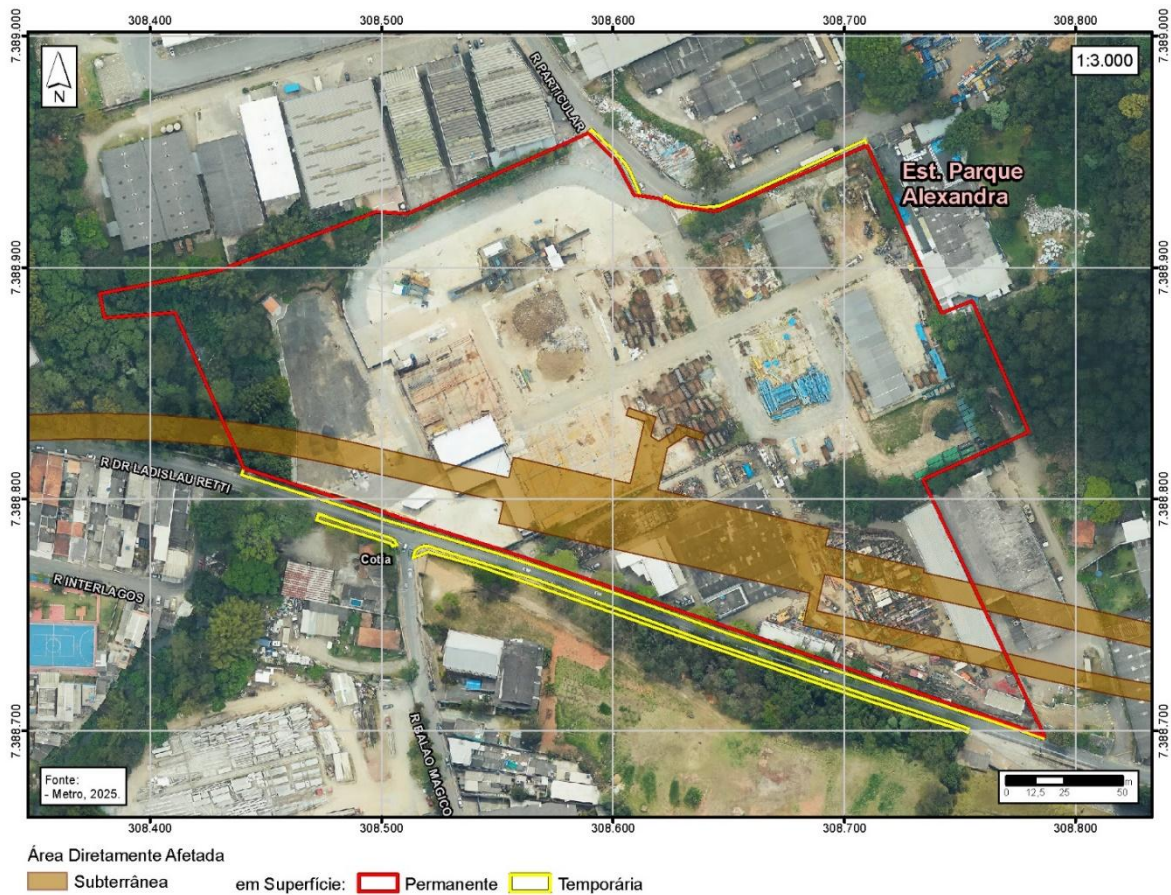 308.400 308.500 308.600 308.700 308.800
7.389.000 7.389.000
1:3.000
N
R PARTICULAR
Est. Parque
Alexandra
7.388.900 7.388.900
R DR LADISLAU RETTI
7.388.800 7.388.800
Cotia
R INTERLAGOS
R BALAO MAGICO
7.388.700 7.388.700
Fonte:
- Metro, 2025.
m
0 12,5 25 50
308.400 308.500 308.600 308.700 308.800
Área Diretamente Afetada
Subterrânea em Superfície: Permanente Temporária